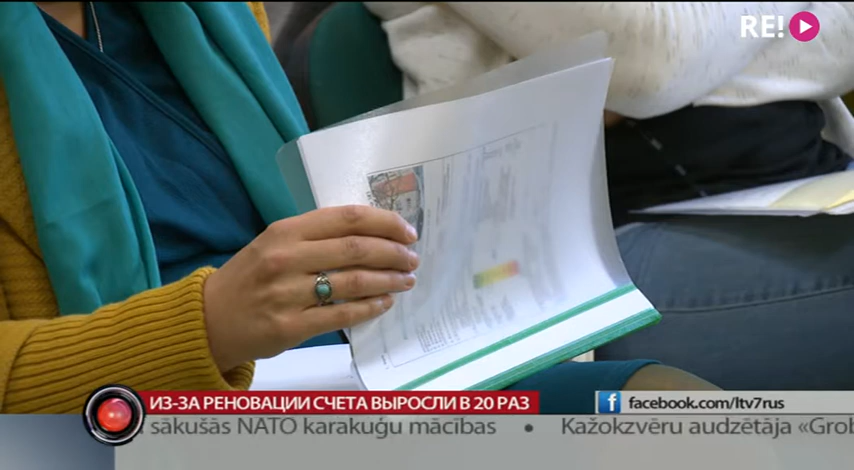 RE!
ИЗ-ЗА РЕНОВАЦИИ СЧЕТА ВЫРОСЛИ В 20 РАЗ
facebook.com/ltv7rus
sākušās NATO karakuģu mācības • Kažokzvēru audzētāja «Grob